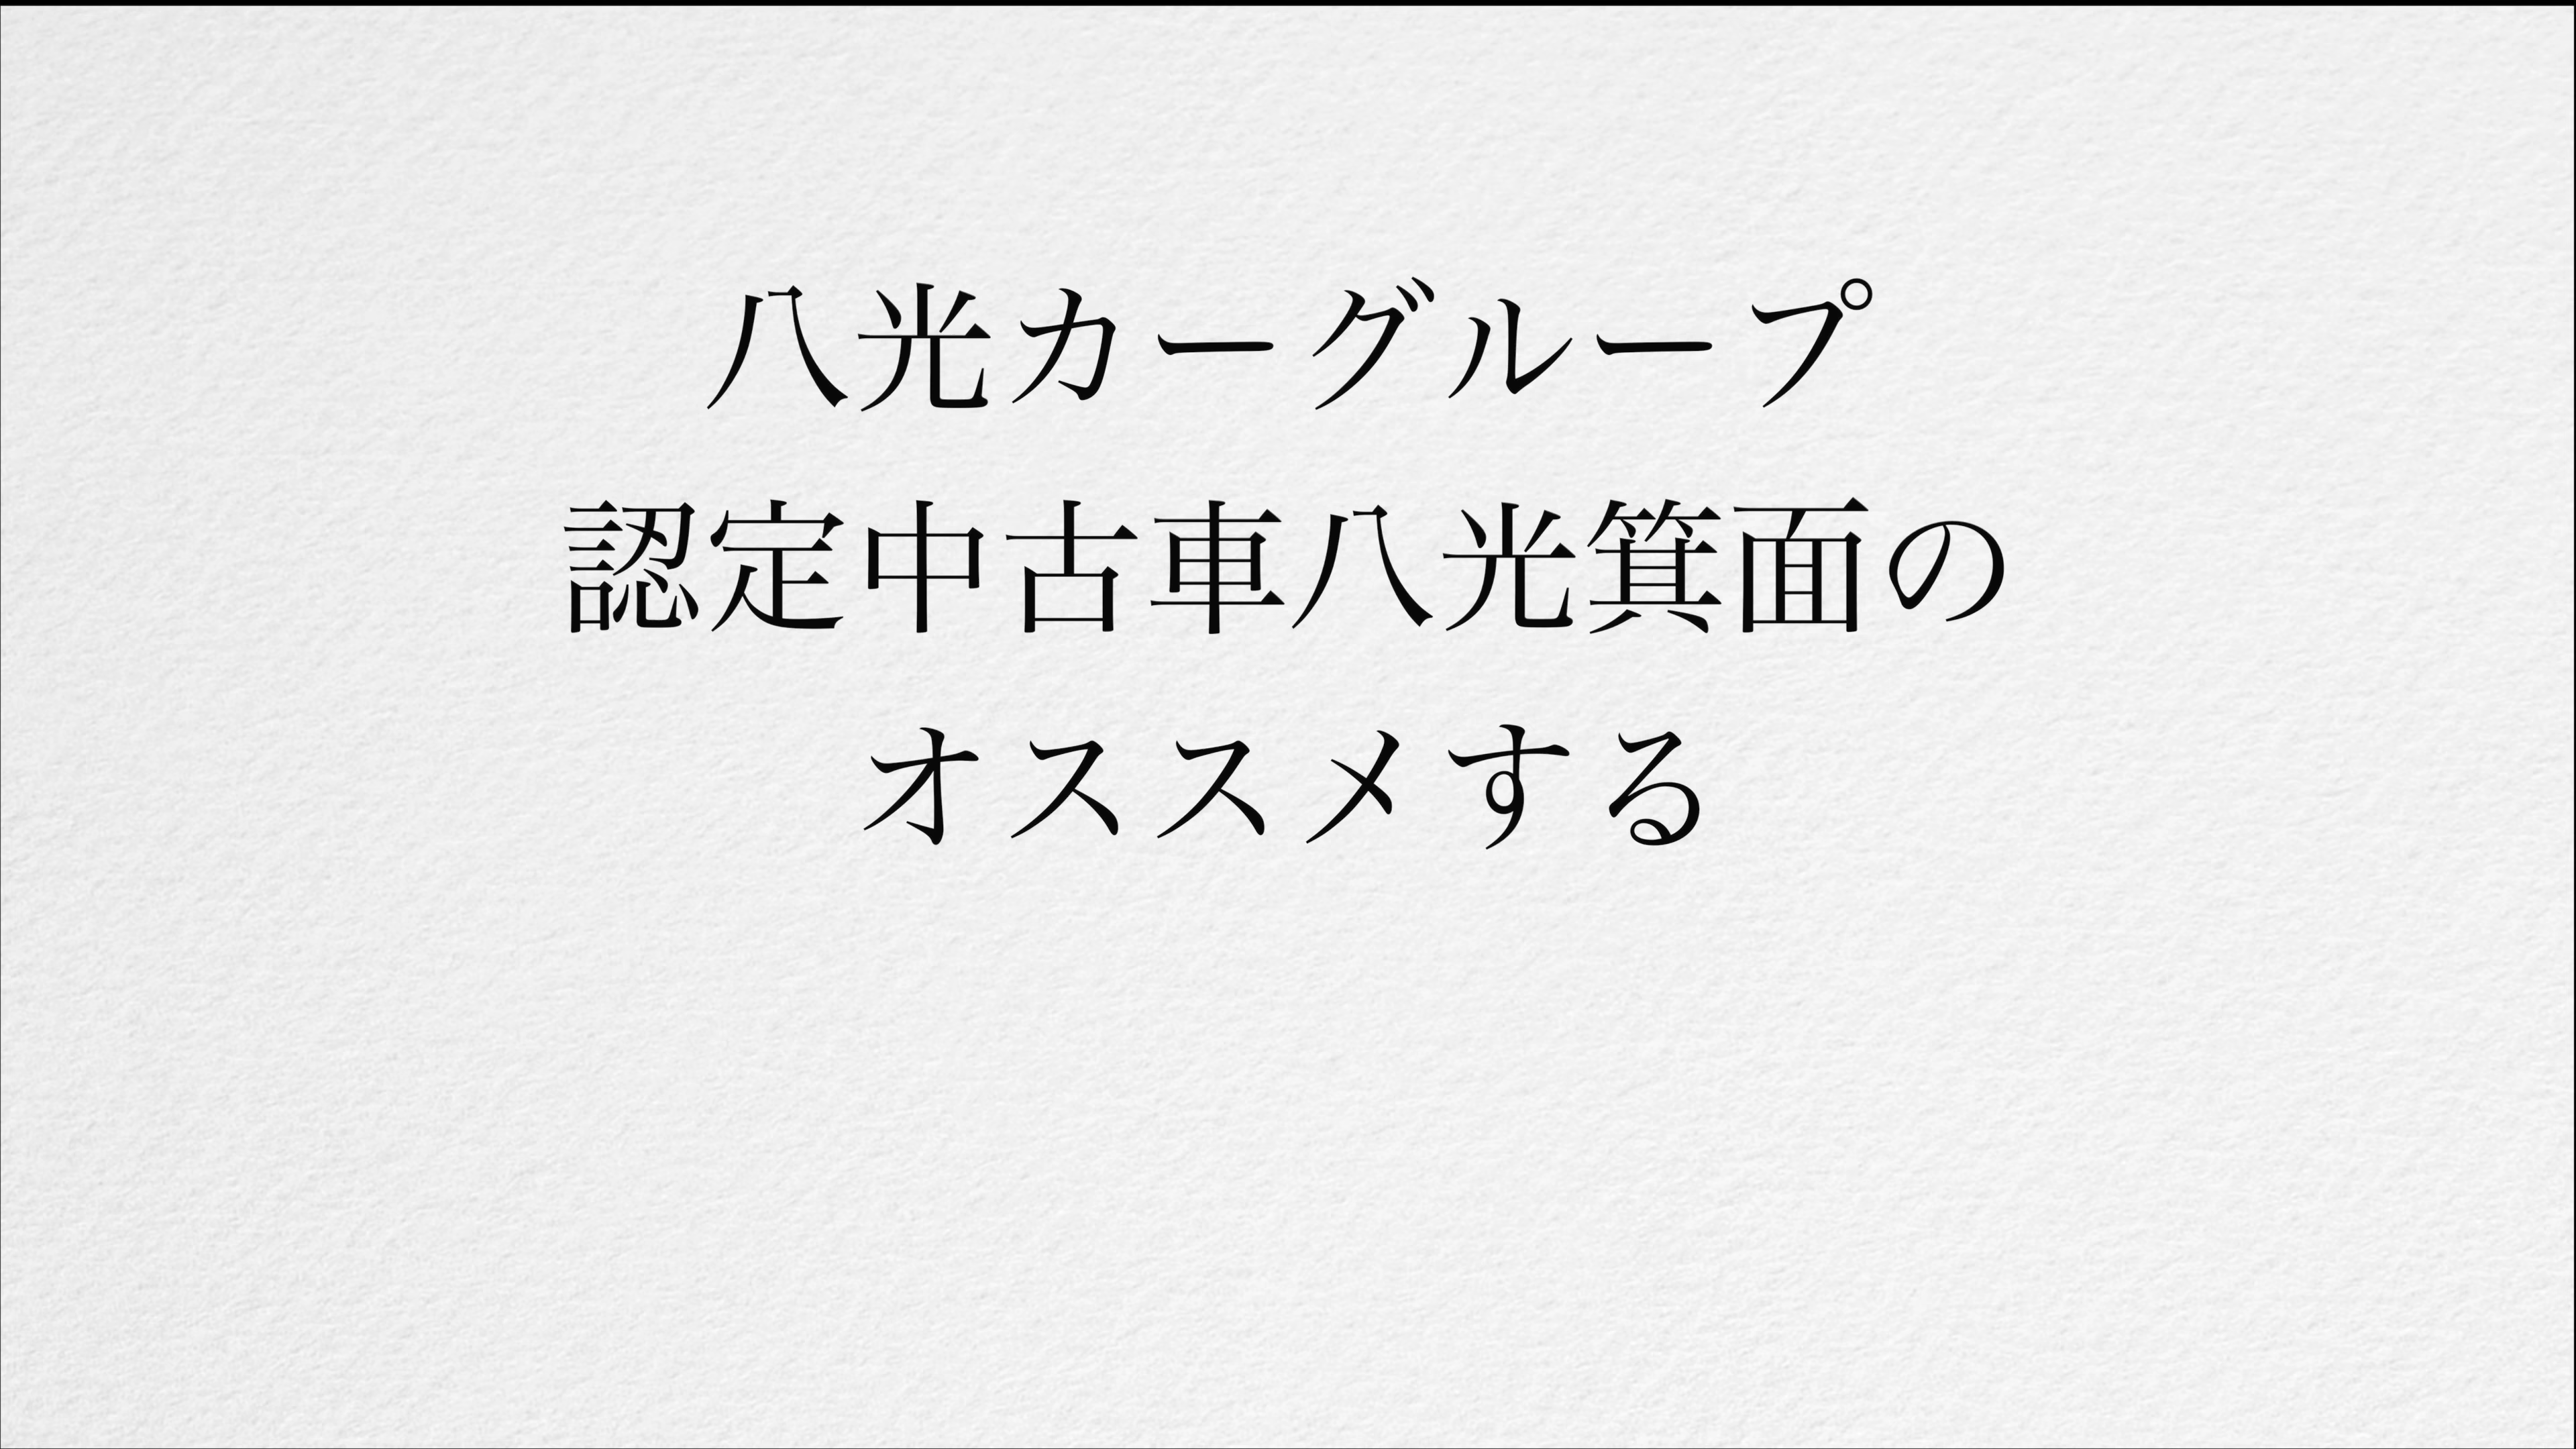 八光カーグループ
認定中古車八光箕面の
オススメする